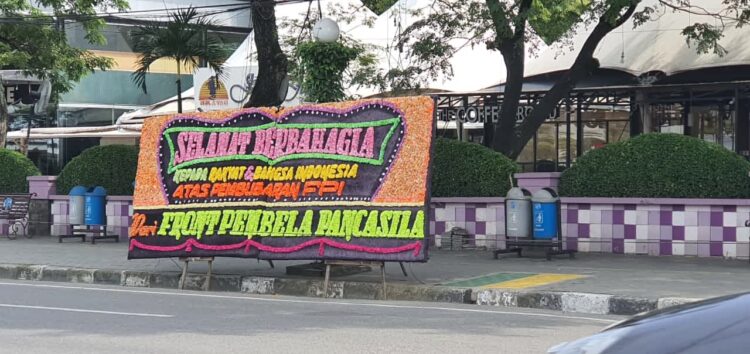 SELAMAT BERBAHAGIA
KEPADA RAKYAT & BANGSA INDONESIA
ATAS PEMBUBARAN FPI
Dari FRONT PEMBELA PANCASILA